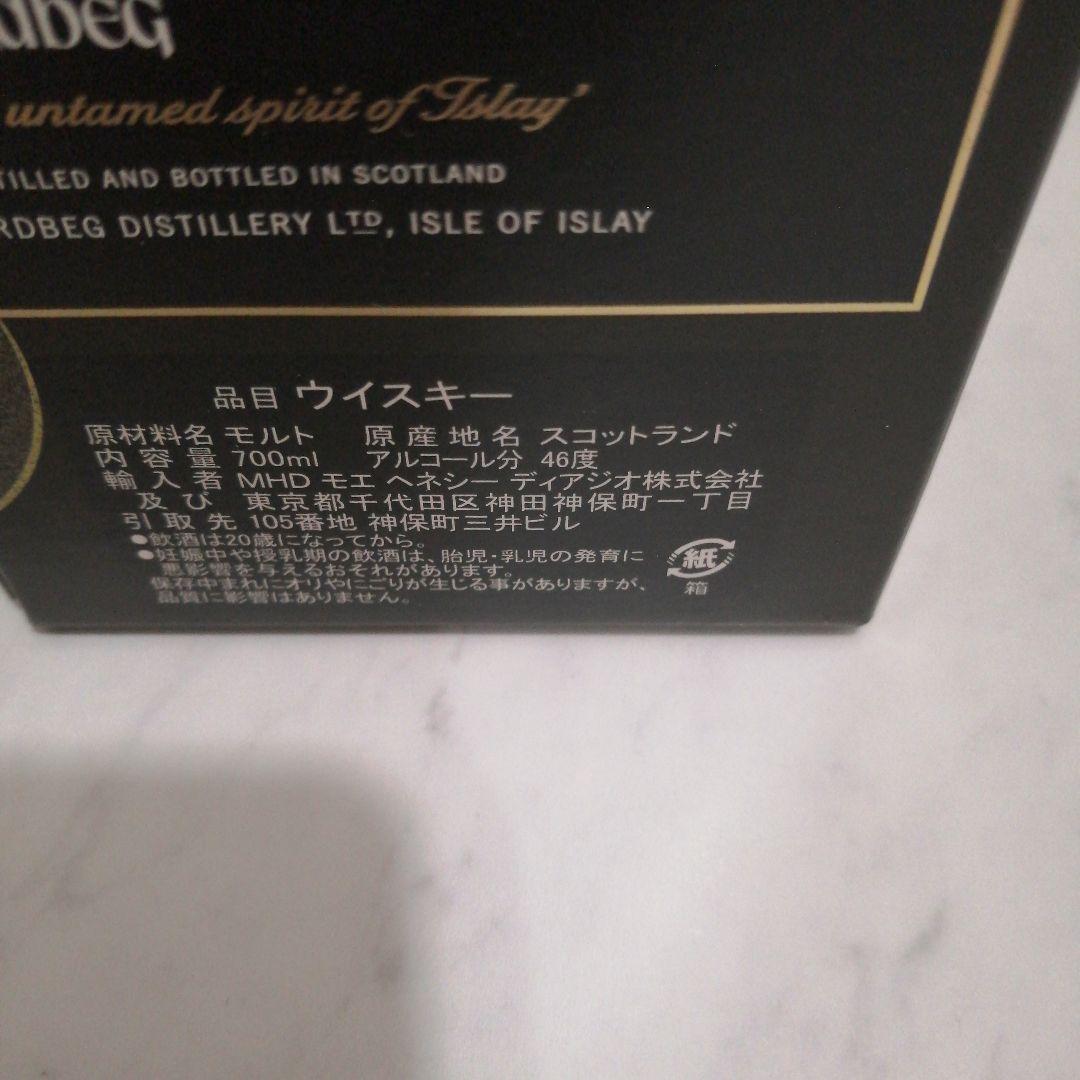 RDBEG
untamed spirit of Islay'
TILLED AND BOTTLED IN SCOTLAND
RDBEG DISTILLERY LTD, ISLE OF ISLAY
品目 ウイスキー
原材料名 モルト 原産地名 スコットランド
内容量 700ml アルコール分 46度
輸入者 MHD モエ ヘネシー ディアジオ株式会社
及び 東京都千代田区神田神保町一丁目
引取先 105番地 神保町三井ビル
●飲酒は20歳になってから。
●妊娠中や授乳期の飲酒は、胎児・乳児の発育に
悪影響を与えるおそれがあります。
保存中まれにオリやにごりが生じる事がありますが、
品質に影響はありません。
紙
箱